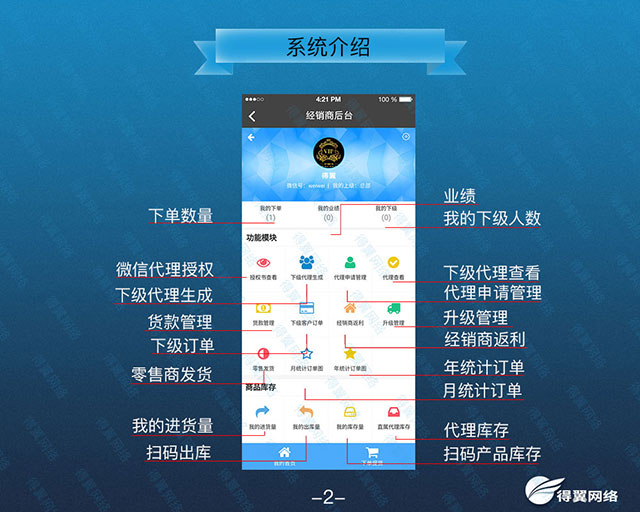 系统介绍
4:21 PM
100 %
经销商后台
VIP
得翼
微信号：weiwei | 我的上级：总部
我的下单 我的业绩 我的下级
(1) (0) (0)
功能模块
授权书查看 下级代理生成 代理申请管理 代理查看
货款管理 下级客户订单 经销商返利 升级管理
零售发货 月统计订单图 年统计订单图
商品库存
我的进货量 我的出库量 我的库存量 直属代理库存
我的首页 下单提货
下单数量
微信代理授权
下级代理生成
货款管理
下级订单
零售商发货
我的进货量
扫码出库
业绩
我的下级人数
下级代理查看
代理申请管理
升级管理
经销商返利
年统计订单
月统计订单
代理库存
扫码产品库存
-2-
得翼网络